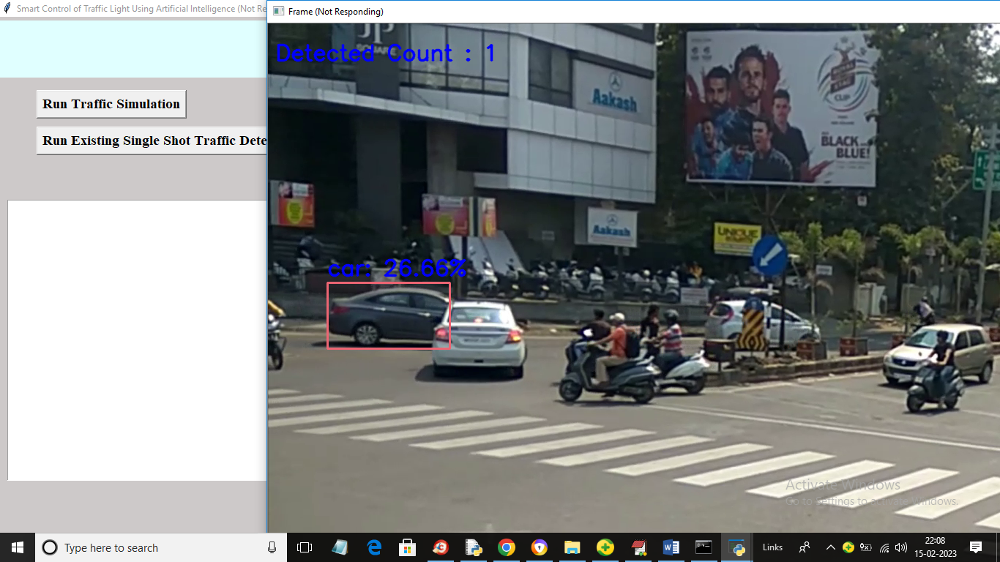 Smart Control of Traffic Light Using Artificial Intelligence (Not Re
Frame (Not Responding)
Detected Count : 1
Run Traffic Simulation
Run Existing Single Shot Traffic Dete
Aakash
CUP
BLACK
BLUE!
Aakash
UNIQUE
car: 26.66%
Activate Windows
Go to Settings to activate Windows.
Type here to search
Links
22:08
15-02-2023